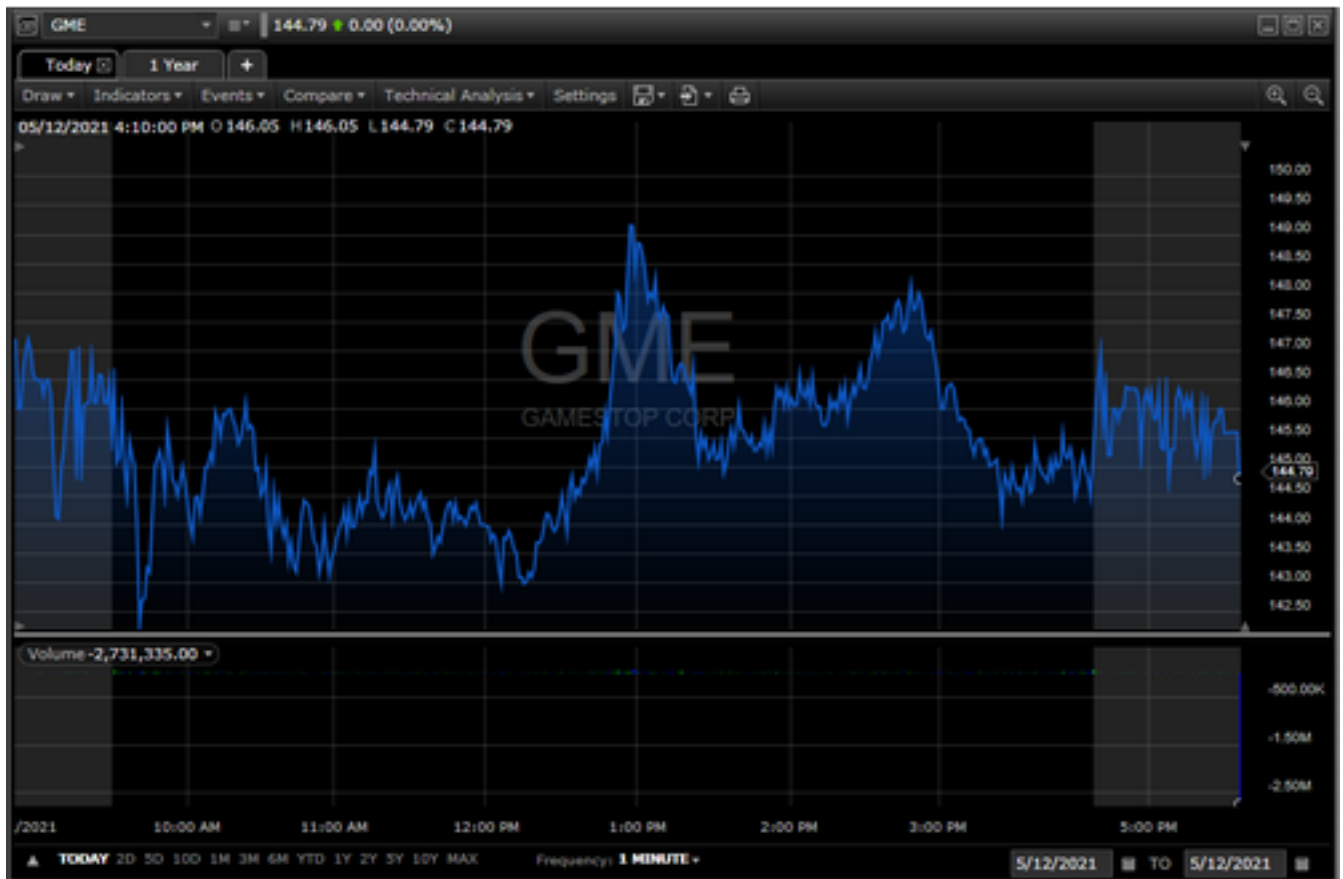 GME 144.79 0.00 (0.00%)
Today 1 Year +
Draw Indicators Events Compare Technical Analysis Settings
05/12/2021 4:10:00 PM O 146.05 H 146.05 L 144.79 C 144.79
150.00
149.50
149.00
148.50
148.00
147.50
147.00
146.50
146.00
145.50
145.00
144.79
144.50
144.00
143.50
143.00
142.50
GME
GAMESTOP CORP
Volume -2,731,335.00
-500.00K
-1.50M
-2.50M
/2021 10:00 AM 11:00 AM 12:00 PM 1:00 PM 2:00 PM 3:00 PM 5:00 PM
TODAY 2D 5D 10D 1M 3M 6M YTD 1Y 2Y 5Y 10Y MAX Frequency: 1 MINUTE 5/12/2021 TO 5/12/2021